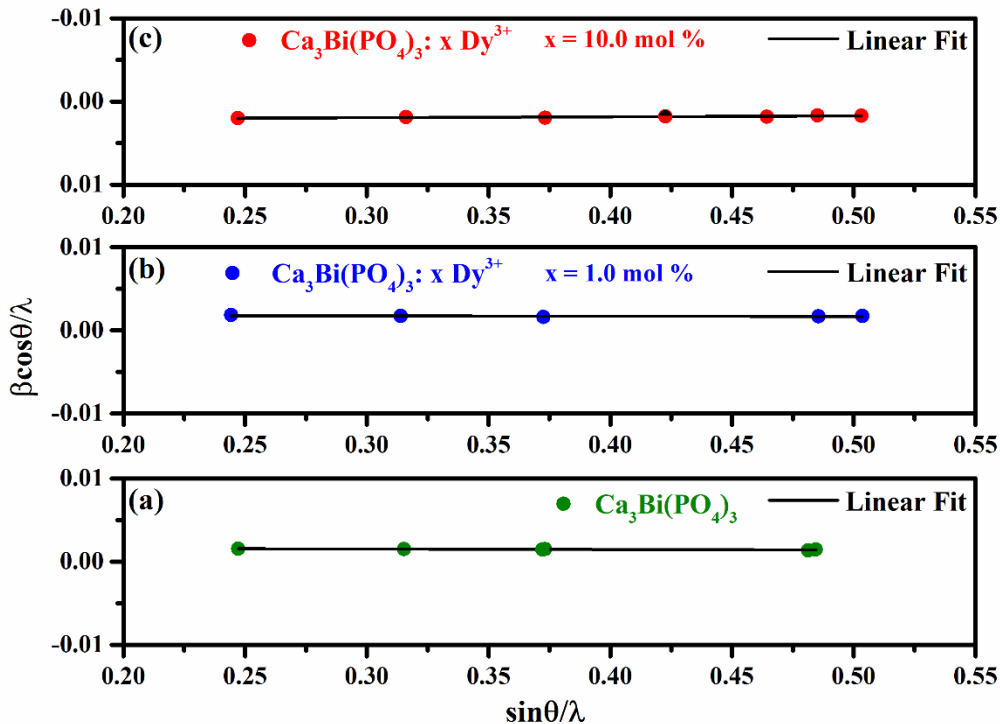 -0.01
(c) Ca₃Bi(PO₄)₃: x Dy³⁺ x = 10.0 mol % Linear Fit
0.00
0.01
0.20 0.25 0.30 0.35 0.40 0.45 0.50 0.55
0.01
(b) Ca₃Bi(PO₄)₃: x Dy³⁺ x = 1.0 mol % Linear Fit
0.00
-0.01
0.20 0.25 0.30 0.35 0.40 0.45 0.50 0.55
βcosθ/λ
0.01
(a) Ca₃Bi(PO₄)₃ Linear Fit
0.00
-0.01
0.20 0.25 0.30 0.35 0.40 0.45 0.50 0.55
sinθ/λ